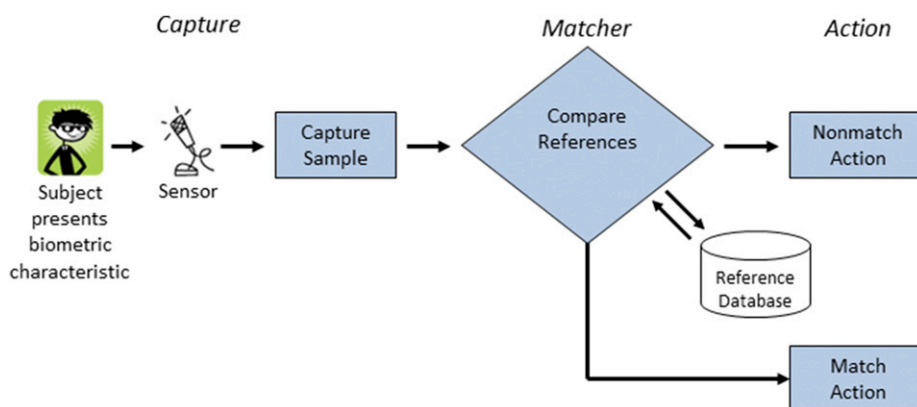 Capture
Matcher
Action
Subject
presents
biometric
characteristic
Sensor
Capture
Sample
Compare
References
Nonmatch
Action
Reference
Database
Match
Action